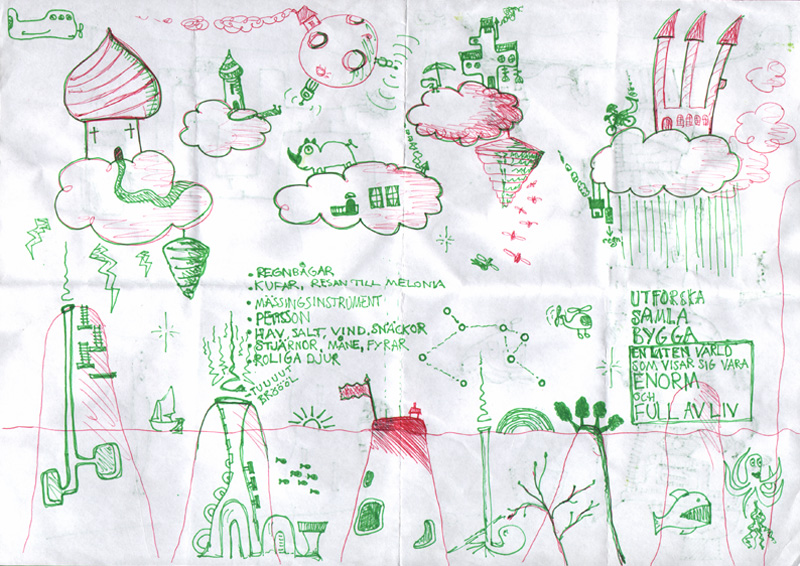 • REGNBÅGAR
• KUFAR, RESAN TILL MELONIA
• MÄSSINGSINSTRUMENT
• PERSSON
• HAV, SALT, VIND, SNÄCKOR
• STJÄRNOR, MÅNE, FYRAR
• ROLIGA DJUR
TUUUUT
BRÖÖÖL
UTFORSKA
SAMLA
BYGGA
EN LITEN VÄRLD
SOM VISAR SIG VARA
ENORM
OCH
FULL AV LIV